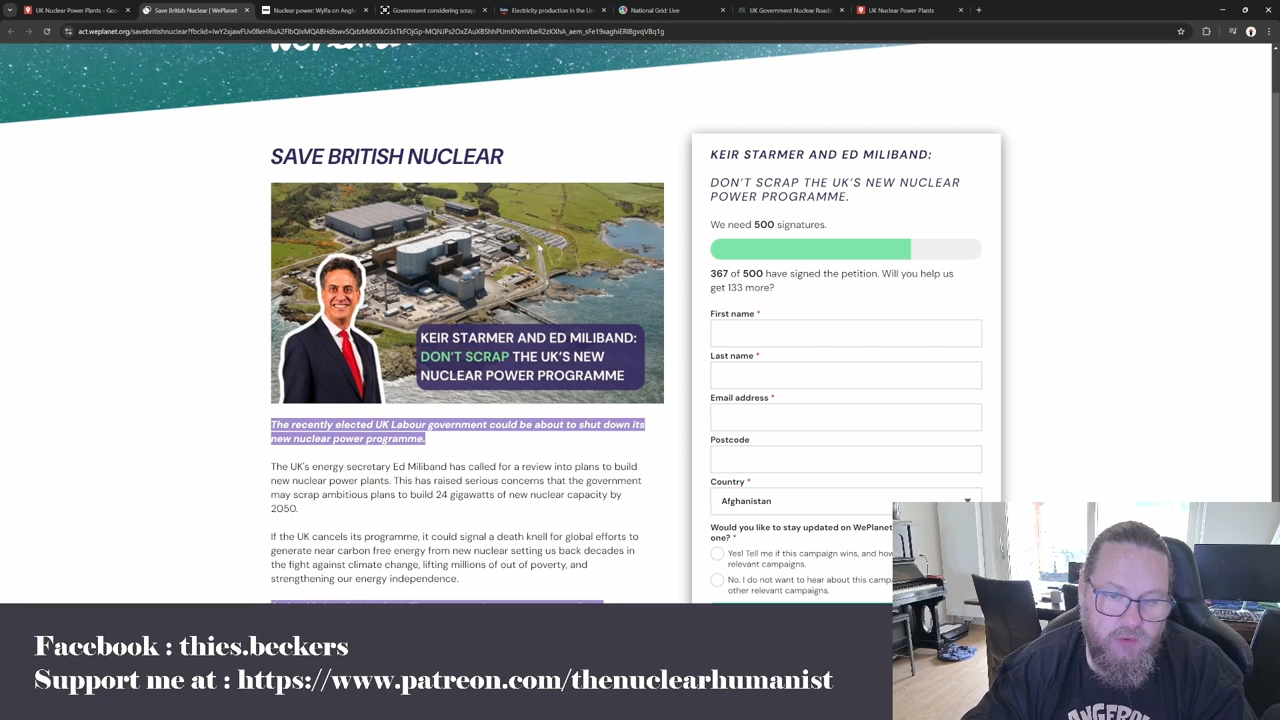 UK Nuclear Power Plants - Goo
Save British Nuclear | WePlanet
Nuclear power: Wylfa on Angle
Government considering scrapp
Electricity production in the Un
National Grid: Live
UK Government Nuclear Roadm
UK Nuclear Power Plants
SAVE BRITISH NUCLEAR
KEIR STARMER AND ED MILIBAND:
DON'T SCRAP THE UK'S NEW
NUCLEAR POWER PROGRAMME
The recently elected UK Labour government could be about to shut down its
new nuclear power programme.
The UK's energy secretary Ed Miliband has called for a review into plans to build
new nuclear power plants. This has raised serious concerns that the government
may scrap ambitious plans to build 24 gigawatts of new nuclear capacity by
2050.
If the UK cancels its programme, it could signal a death knell for global efforts to
generate near carbon free energy from new nuclear setting us back decades in
the fight against climate change, lifting millions of out of poverty, and
strengthening our energy independence.
KEIR STARMER AND ED MILIBAND:
DON'T SCRAP THE UK'S NEW NUCLEAR
POWER PROGRAMME.
We need 500 signatures.
367 of 500 have signed the petition. Will you help us
get 133 more?
First name *
Last name *
Email address *
Postcode
Country *
Afghanistan
Would you like to stay updated on WePlanet
one? *
Yes! Tell me if this campaign wins, and how
relevant campaigns.
No. I do not want to hear about this camp
other relevant campaigns.
Facebook : thies.beckers
Support me at : https://www.patreon.com/thenuclearhumanist